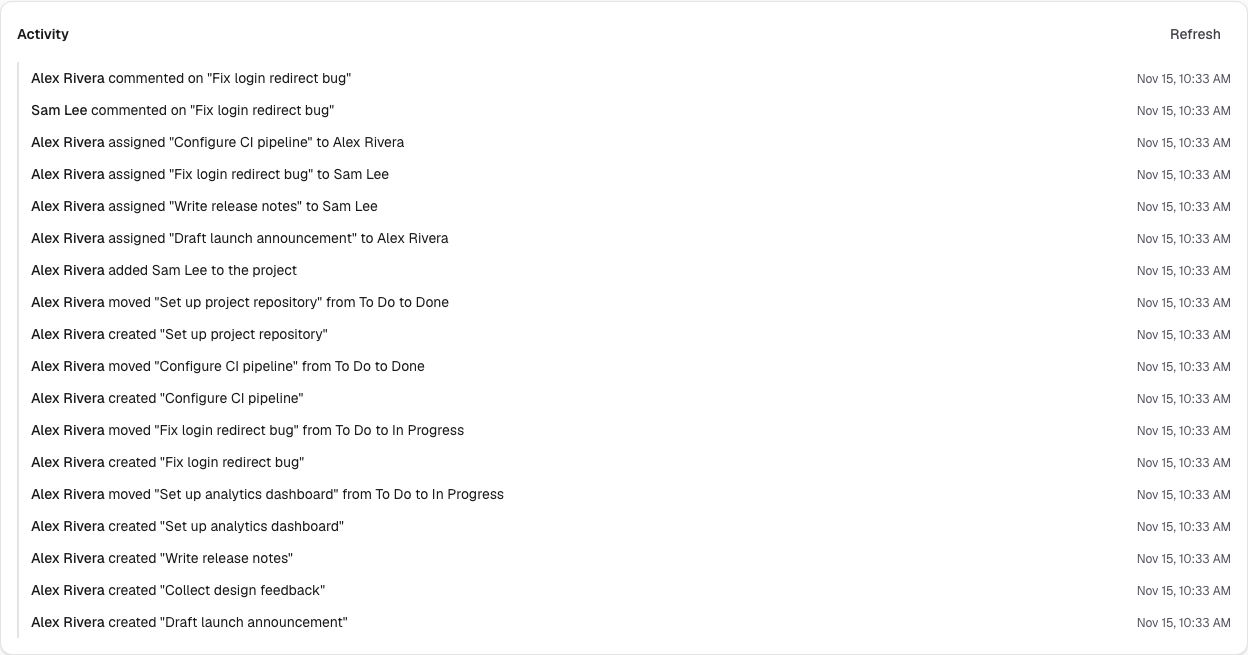 Activity
Refresh
Alex Rivera commented on "Fix login redirect bug" Nov 15, 10:33 AM
Sam Lee commented on "Fix login redirect bug" Nov 15, 10:33 AM
Alex Rivera assigned "Configure CI pipeline" to Alex Rivera Nov 15, 10:33 AM
Alex Rivera assigned "Fix login redirect bug" to Sam Lee Nov 15, 10:33 AM
Alex Rivera assigned "Write release notes" to Sam Lee Nov 15, 10:33 AM
Alex Rivera assigned "Draft launch announcement" to Alex Rivera Nov 15, 10:33 AM
Alex Rivera added Sam Lee to the project Nov 15, 10:33 AM
Alex Rivera moved "Set up project repository" from To Do to Done Nov 15, 10:33 AM
Alex Rivera created "Set up project repository" Nov 15, 10:33 AM
Alex Rivera moved "Configure CI pipeline" from To Do to Done Nov 15, 10:33 AM
Alex Rivera created "Configure CI pipeline" Nov 15, 10:33 AM
Alex Rivera moved "Fix login redirect bug" from To Do to In Progress Nov 15, 10:33 AM
Alex Rivera created "Fix login redirect bug" Nov 15, 10:33 AM
Alex Rivera moved "Set up analytics dashboard" from To Do to In Progress Nov 15, 10:33 AM
Alex Rivera created "Set up analytics dashboard" Nov 15, 10:33 AM
Alex Rivera created "Write release notes" Nov 15, 10:33 AM
Alex Rivera created "Collect design feedback" Nov 15, 10:33 AM
Alex Rivera created "Draft launch announcement" Nov 15, 10:33 AM